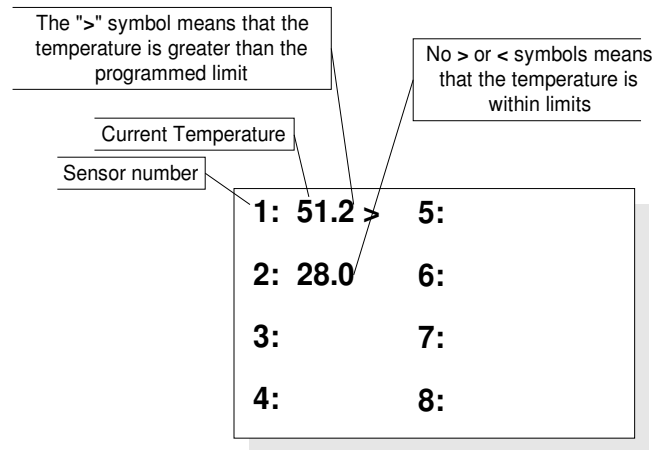 The ">" symbol means that the
temperature is greater than the
programmed limit
No > or < symbols means
that the temperature is
within limits
Current Temperature
Sensor number
1: 51.2 > 5:
2: 28.0 6:
3: 7:
4: 8: